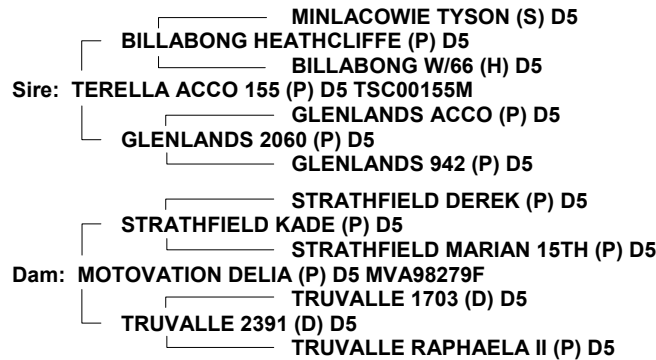 MINLACOWIE TYSON (S) D5
BILLABONG HEATHCLIFFE (P) D5
BILLABONG W/66 (H) D5
Sire: TERELLA ACCO 155 (P) D5 TSC00155M
GLENLANDS ACCO (P) D5
GLENLANDS 2060 (P) D5
GLENLANDS 942 (P) D5
STRATHFIELD DEREK (P) D5
STRATHFIELD KADE (P) D5
STRATHFIELD MARIAN 15TH (P) D5
Dam: MOTOVATION DELIA (P) D5 MVA98279F
TRUVALLE 1703 (D) D5
TRUVALLE 2391 (D) D5
TRUVALLE RAPHAELA II (P) D5